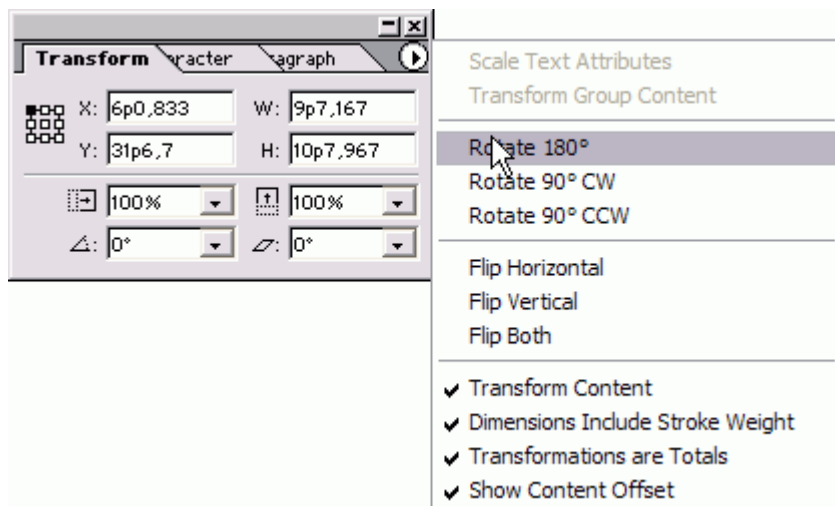 Transform racter ragraph
X: 6p0,833 W: 9p7,167
Y: 31p6,7 H: 10p7,967
100% 100%
0° 0°
Scale Text Attributes
Transform Group Content
Rotate 180°
Rotate 90° CW
Rotate 90° CCW
Flip Horizontal
Flip Vertical
Flip Both
Transform Content
Dimensions Include Stroke Weight
Transformations are Totals
Show Content Offset